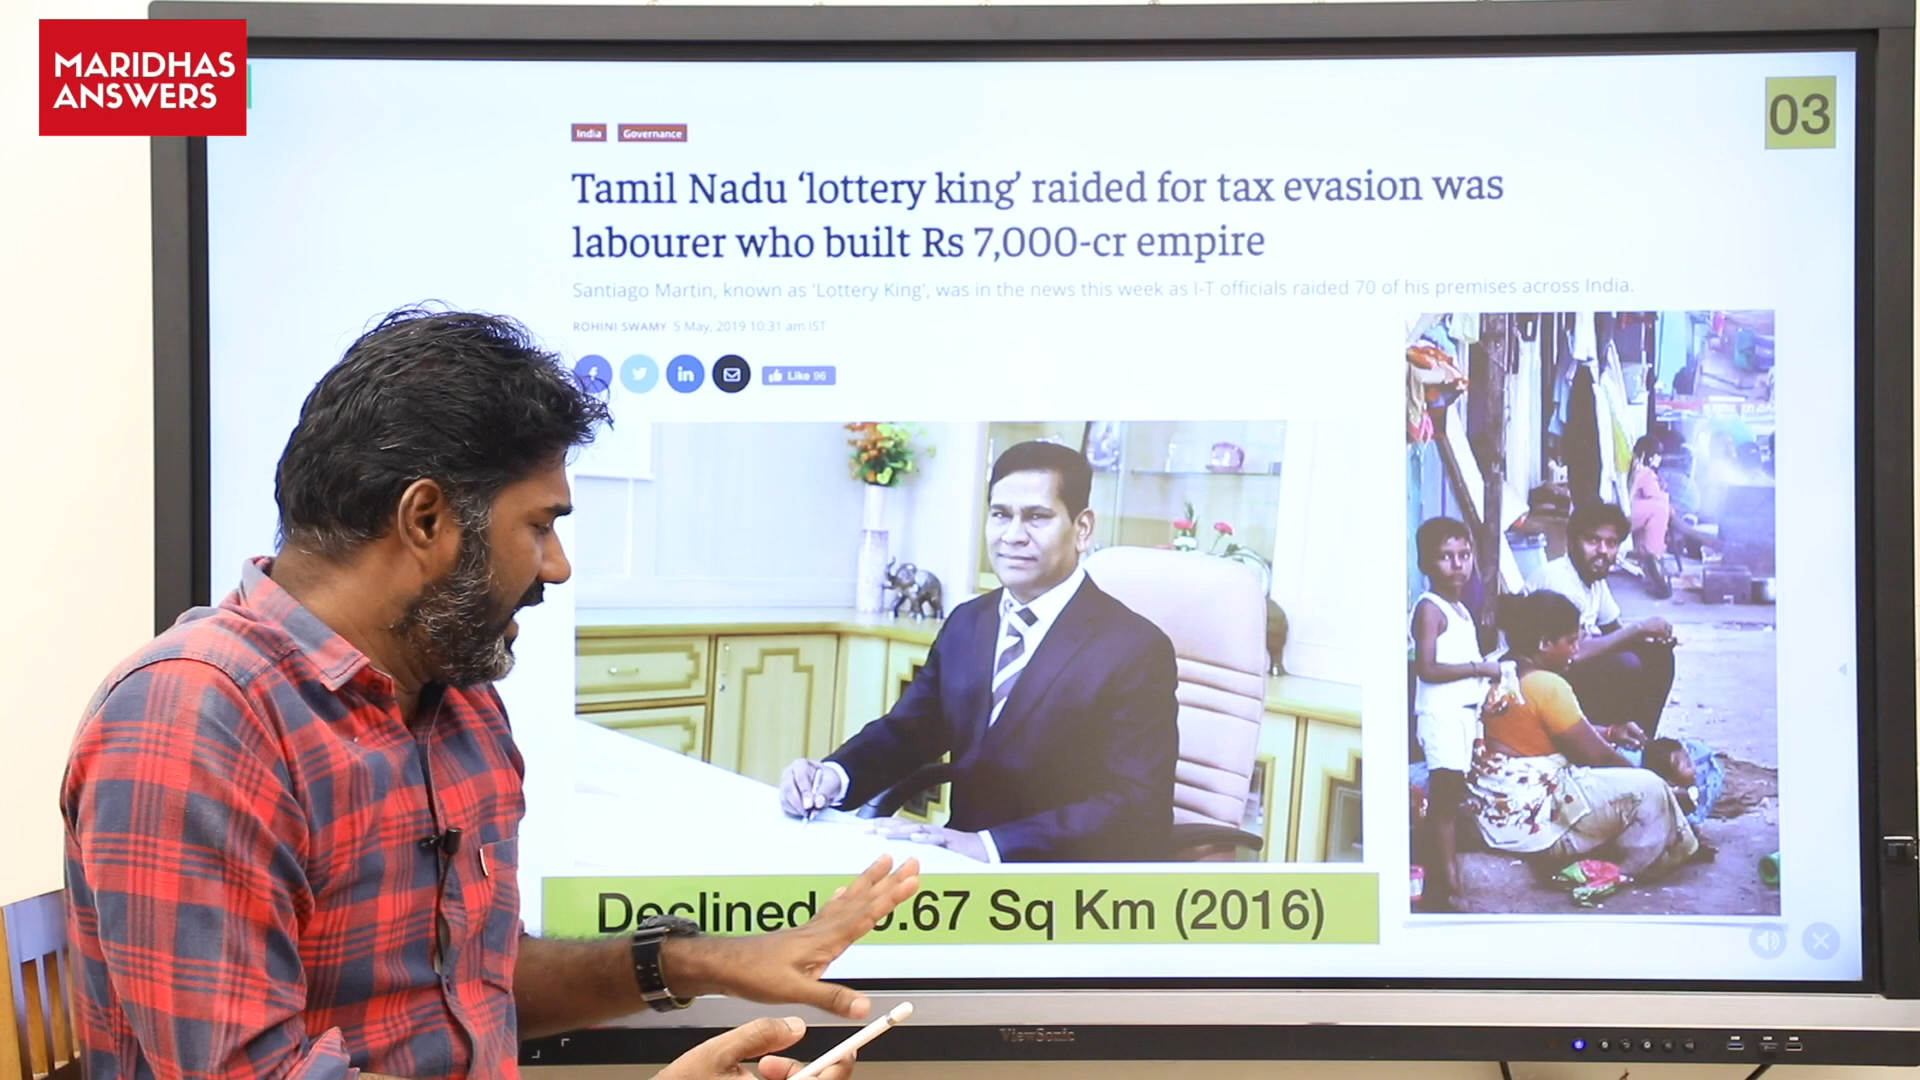 MARIDHAS
ANSWERS
03
India Governance
Tamil Nadu ‘lottery king’ raided for tax evasion was
labourer who built Rs 7,000-cr empire
Santiago Martin, known as 'Lottery King', was in the news this week as I-T officials raided 70 of his premises across India.
ROHINI SWAMY 5 May, 2019 10:31 am IST
f in Like 96
Declined .67 Sq Km (2016)
ViewSonic